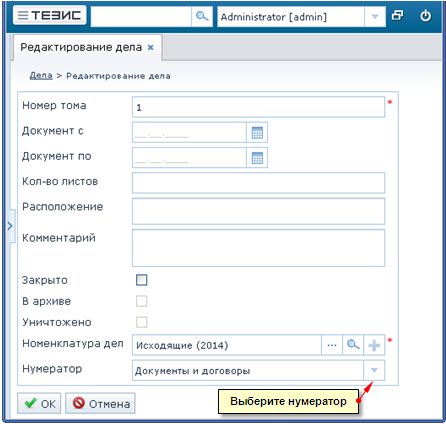 ТЕЗИС
Administrator [admin]
Редактирование дела ×
Дела > Редактирование дела
Номер тома 1 *
Документ с __.__.____
Документ по __.__.____
Кол-во листов
Расположение
Комментарий
Закрыто
В архиве
Уничтожено
Номенклатура дел Исходящие (2014) ... *
Нумератор Документы и договоры
ОК Отмена
Выберите нумератор